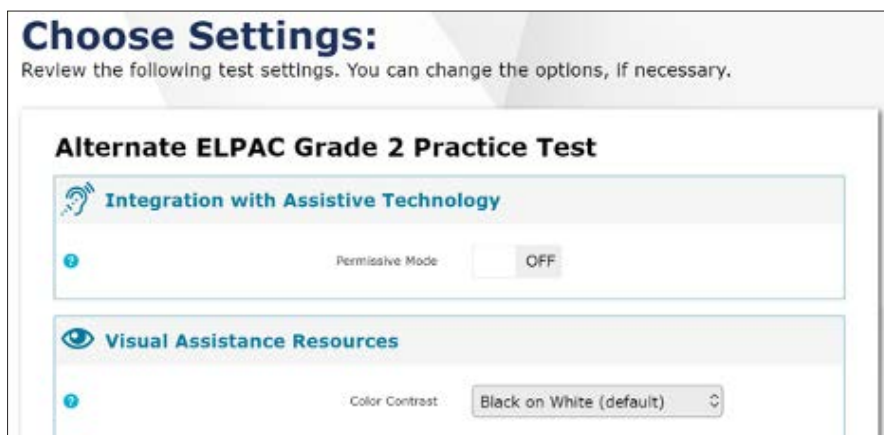 Choose Settings:
Review the following test settings. You can change the options, if necessary.
Alternate ELPAC Grade 2 Practice Test
Integration with Assistive Technology
? Permissive Mode OFF
Visual Assistance Resources
? Color Contrast Black on White (default)